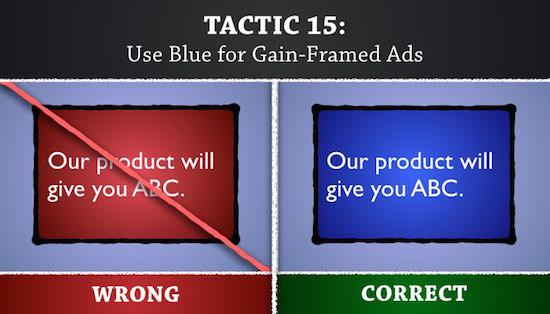 TACTIC 15:
Use Blue for Gain-Framed Ads
Our product will
give you ABC.
Our product will
give you ABC.
WRONG
CORRECT